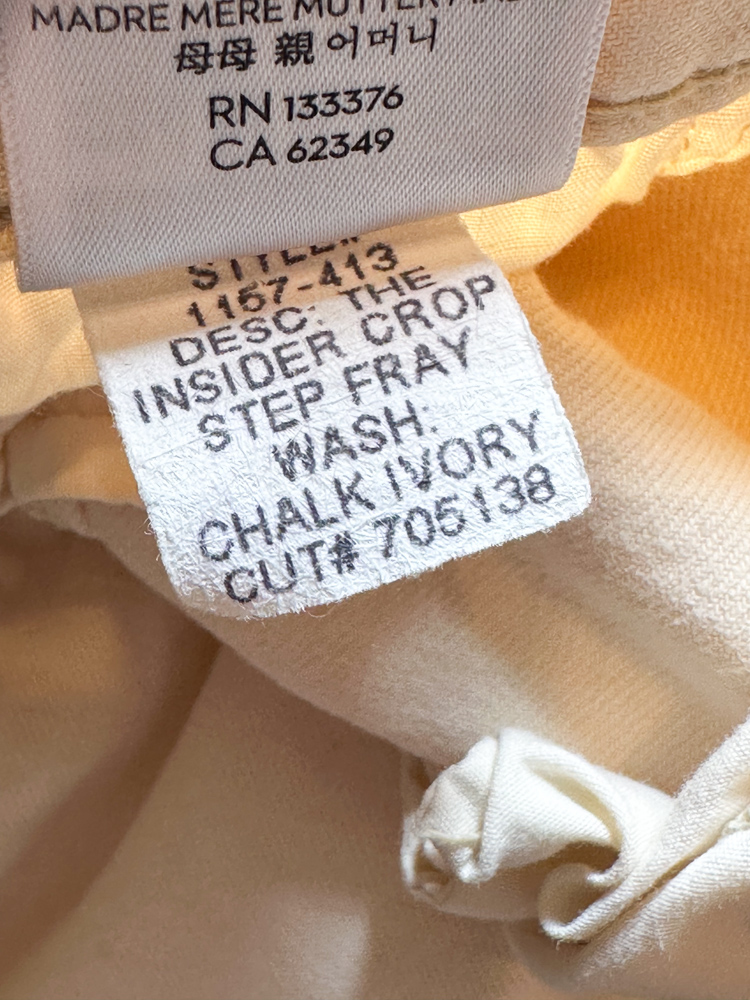 MADRE MERE MUTTER
母母 親 어머니
RN 133376
CA 62349
STYLE#
1157-413
DESC: THE
INSIDER CROP
STEP FRAY
WASH:
CHALK IVORY
CUT# 705138